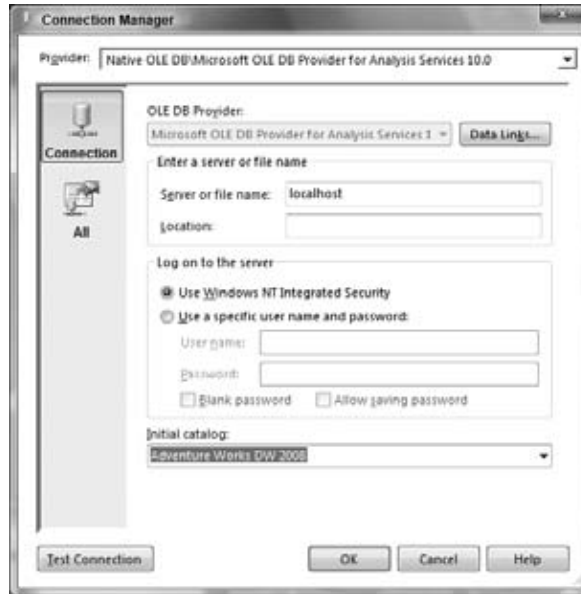 Connection Manager
Provider: Native OLE DB\Microsoft OLE DB Provider for Analysis Services 10.0
Connection
All
OLE DB Provider:
Microsoft OLE DB Provider for Analysis Services 1
Data Links...
Enter a server or file name
Server or file name: localhost
Location:
Log on to the server
Use Windows NT Integrated Security
Use a specific user name and password:
User name:
Password:
Blank password Allow saving password
Initial catalog:
Adventure Works DW 2008
Test Connection OK Cancel Help